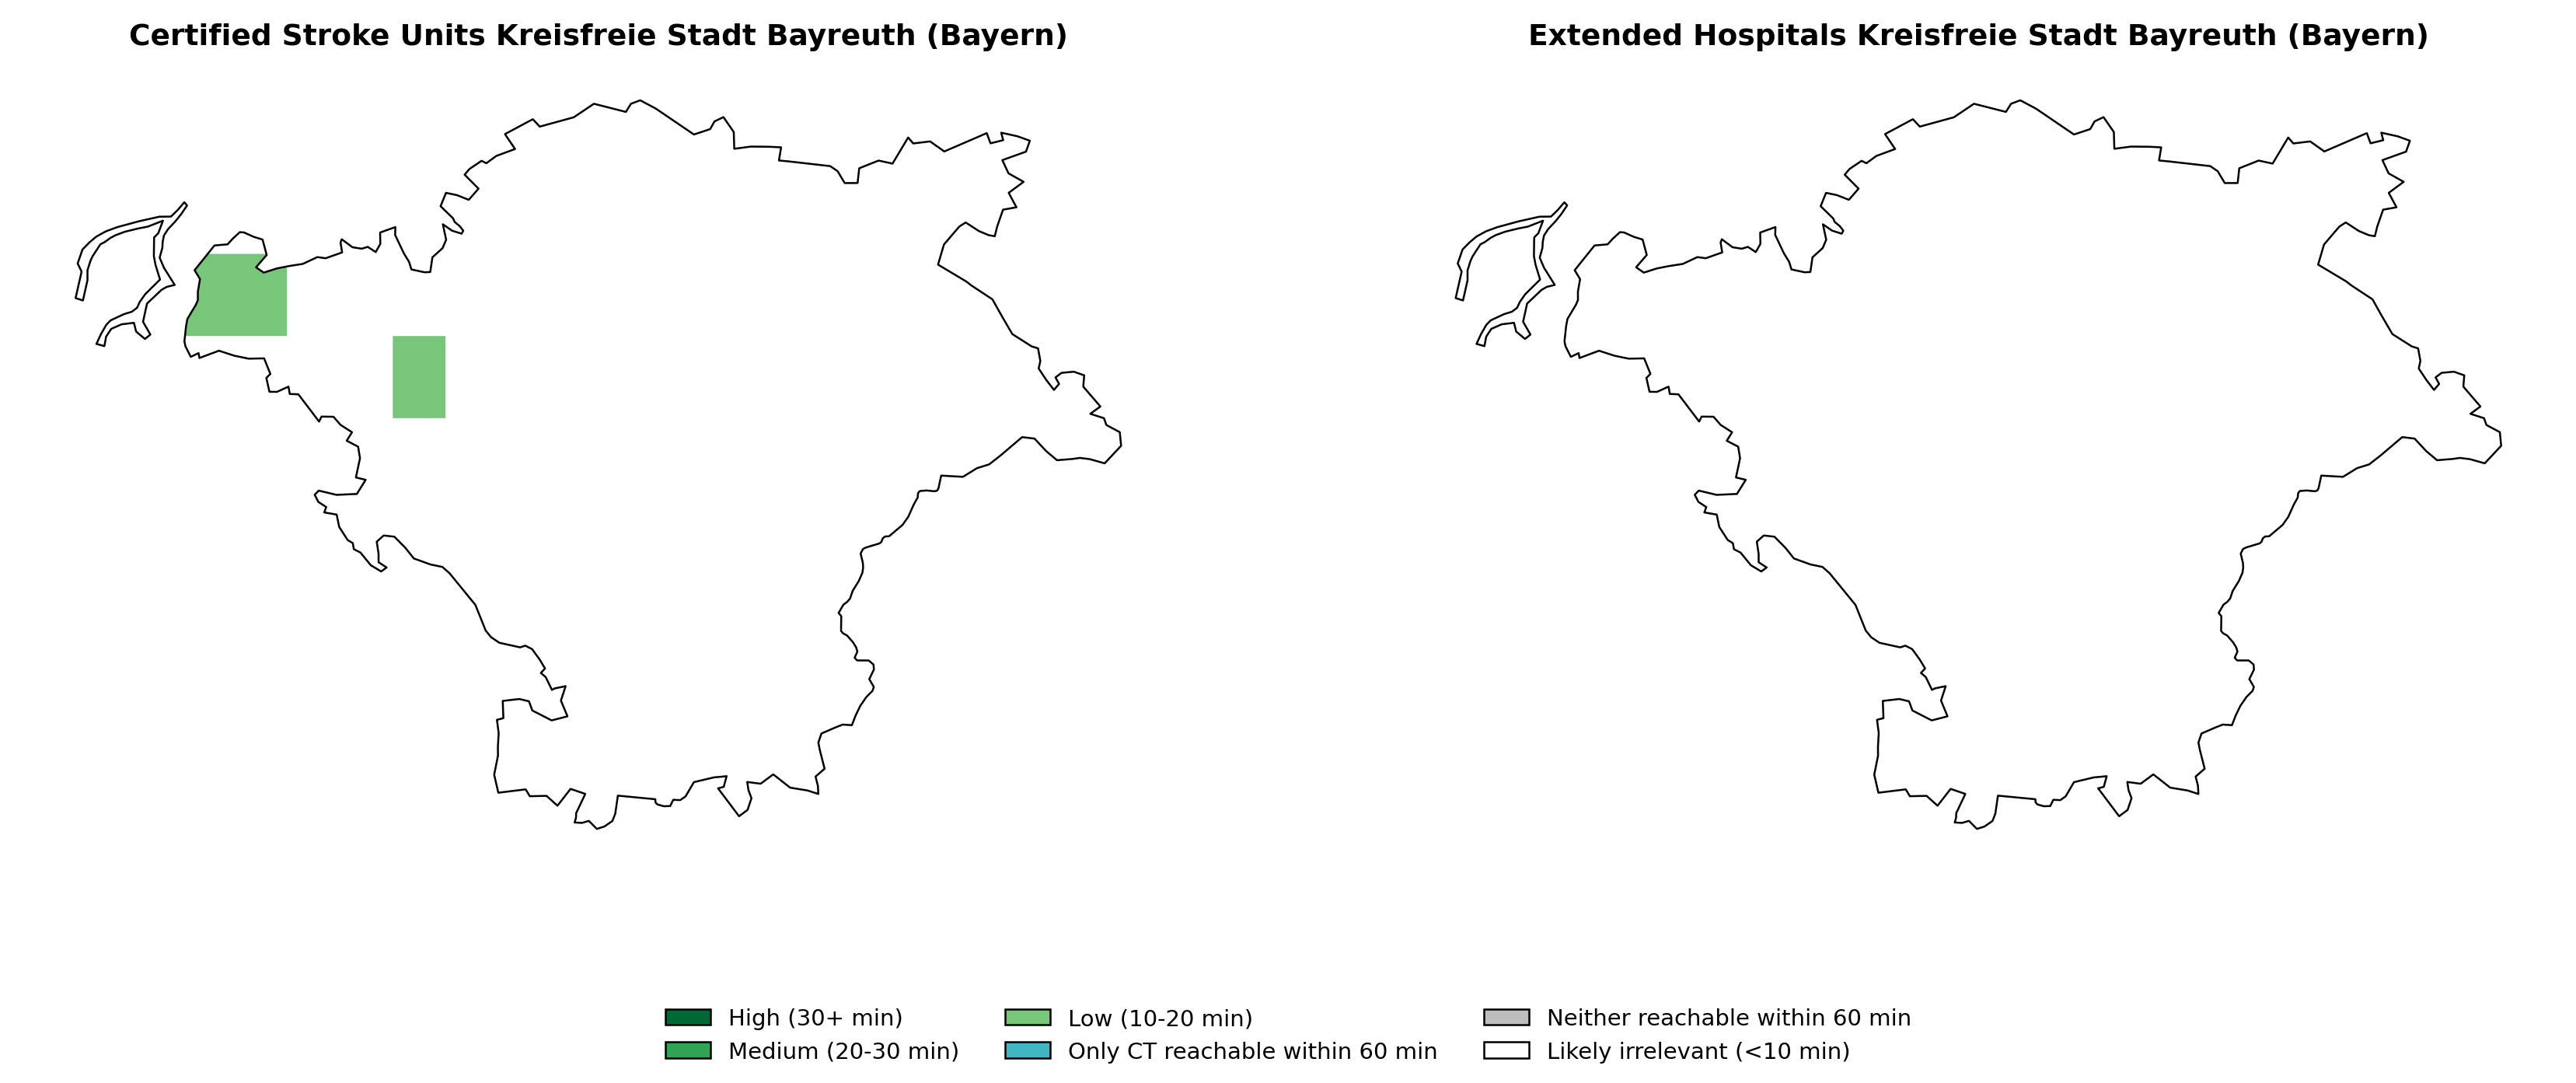 Certified Stroke Units Kreisfreie Stadt Bayreuth (Bayern)
Extended Hospitals Kreisfreie Stadt Bayreuth (Bayern)
High (30+ min)
Medium (20-30 min)
Low (10-20 min)
Only CT reachable within 60 min
Neither reachable within 60 min
Likely irrelevant (<10 min)